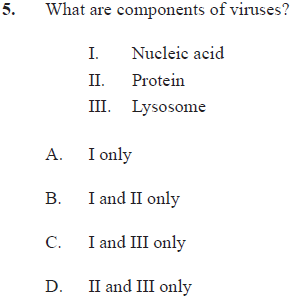 5. What are components of viruses?
I. Nucleic acid
II. Protein
III. Lysosome
A. I only
B. I and II only
C. I and III only
D. II and III only